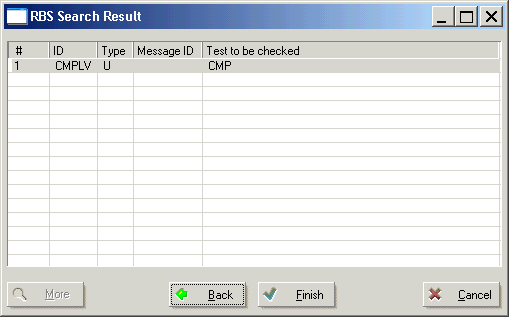 RBS Search Result
# ID Type Message ID Test to be checked
1 CMPLV U CMP
More Back Finish Cancel